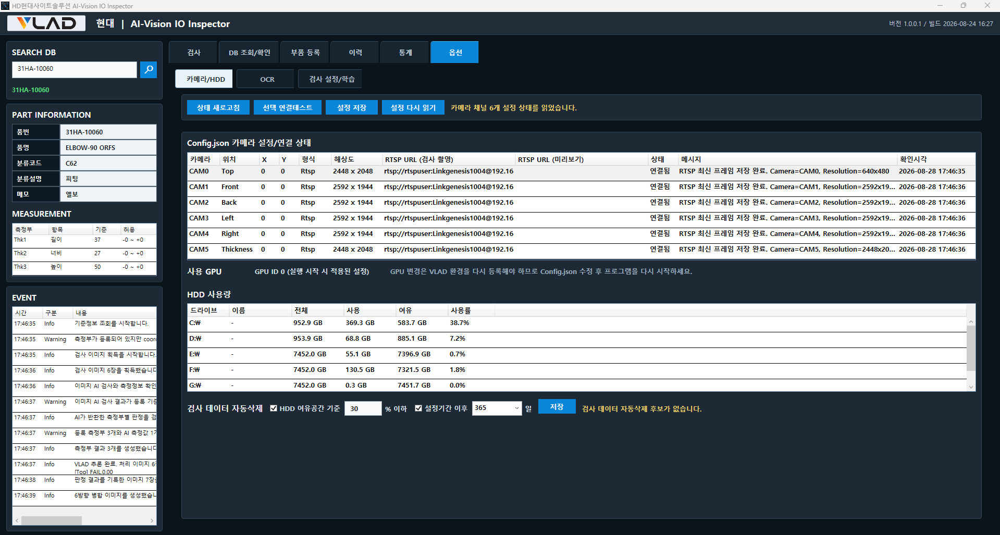 HD현대사이트솔루션 AI-Vision IO Inspector
VLAD 현대 | AI-Vision IO Inspector
버전 1.0.0.1 / 빌드 2026-08-24 16:27
SEARCH DB
31HA-10060
31HA-10060
PART INFORMATION
품번 31HA-10060
품명 ELBOW-90 ORFS
분류코드 C62
분류설명 피팅
메모 엘보
MEASUREMENT
측정부 항목 기준 허용
Thk1 길이 37 -0 ~ +0
Thk2 너비 27 -0 ~ +0
Thk3 높이 50 -0 ~ +0
EVENT
시간 구분 내용
17:46:35 Info 기준정보 조회를 시작합니다.
17:46:35 Warning 측정부가 등록되어 있지만 coor
17:46:35 Info 검사 이미지 획득을 시작합니다.
17:46:36 Info 검사 이미지 6장을 획득했습니다
17:46:36 Info 이미지 AI 검사와 측정정보 확인
17:46:37 Warning 이미지 AI 검사 결과가 등록 기준
17:46:37 Info AI가 반환한 측정부별 판정을 검
17:46:37 Warning 등록 측정부 3개와 AI 측정값 1개
17:46:37 Info 측정부 결과 3개를 생성했습니다
17:46:37 Info VLAD 추론 완료. 처리 이미지 6장
[Top] FAIL,0.00
17:46:38 Info 판정 결과를 기록한 이미지 7장을
17:46:39 Info 6방향 병합 이미지를 생성했습니
검사 DB 조회/확인 부품 등록 이력 통계 옵션
카메라/HDD OCR 검사 설정/학습
상태 새로고침 선택 연결테스트 설정 저장 설정 다시 읽기 카메라 채널 6개 설정 상태를 읽었습니다.
Config.json 카메라 설정/연결 상태
카메라 위치 X Y 형식 해상도 RTSP URL (검사 촬영) RTSP URL (미리보기) 상태 메시지 확인시각
CAM0 Top 0 0 Rtsp 2448 x 2048 rtsp://rtspuser:Linkgenesis1004@192.16 연결됨 RTSP 최신 프레임 저장 완료. Camera=CAM0, Resolution=640x480 2026-08-28 17:46:35
CAM1 Front 0 0 Rtsp 2592 x 1944 rtsp://rtspuser:Linkgenesis1004@192.16 연결됨 RTSP 최신 프레임 저장 완료. Camera=CAM1, Resolution=2592x19... 2026-08-28 17:46:36
CAM2 Back 0 0 Rtsp 2592 x 1944 rtsp://rtspuser:Linkgenesis1004@192.16 연결됨 RTSP 최신 프레임 저장 완료. Camera=CAM2, Resolution=2592x19... 2026-08-28 17:46:36
CAM3 Left 0 0 Rtsp 2592 x 1944 rtsp://rtspuser:Linkgenesis1004@192.16 연결됨 RTSP 최신 프레임 저장 완료. Camera=CAM3, Resolution=2592x19... 2026-08-28 17:46:36
CAM4 Right 0 0 Rtsp 2592 x 1944 rtsp://rtspuser:Linkgenesis1004@192.16 연결됨 RTSP 최신 프레임 저장 완료. Camera=CAM4, Resolution=2592x19... 2026-08-28 17:46:36
CAM5 Thickness 0 0 Rtsp 2448 x 2048 rtsp://rtspuser:Linkgenesis1004@192.16 연결됨 RTSP 최신 프레임 저장 완료. Camera=CAM5, Resolution=2448x20... 2026-08-28 17:46:36
사용 GPU GPU ID 0 (실행 시작 시 적용된 설정) GPU 변경은 VLAD 환경을 다시 등록해야 하므로 Config.json 수정 후 프로그램을 다시 시작하세요.
HDD 사용량
드라이브 이름 전체 사용 여유 사용률
C:₩ - 952.9 GB 369.3 GB 583.7 GB 38.7%
D:₩ - 953.9 GB 68.8 GB 885.1 GB 7.2%
E:₩ - 7452.0 GB 55.1 GB 7396.9 GB 0.7%
F:₩ - 7452.0 GB 130.5 GB 7321.5 GB 1.8%
G:₩ - 7452.0 GB 0.3 GB 7451.7 GB 0.0%
검사 데이터 자동삭제 HDD 여유공간 기준 30 % 이하 설정기간 이후 365 일 저장 검사 데이터 자동삭제 후보가 없습니다.